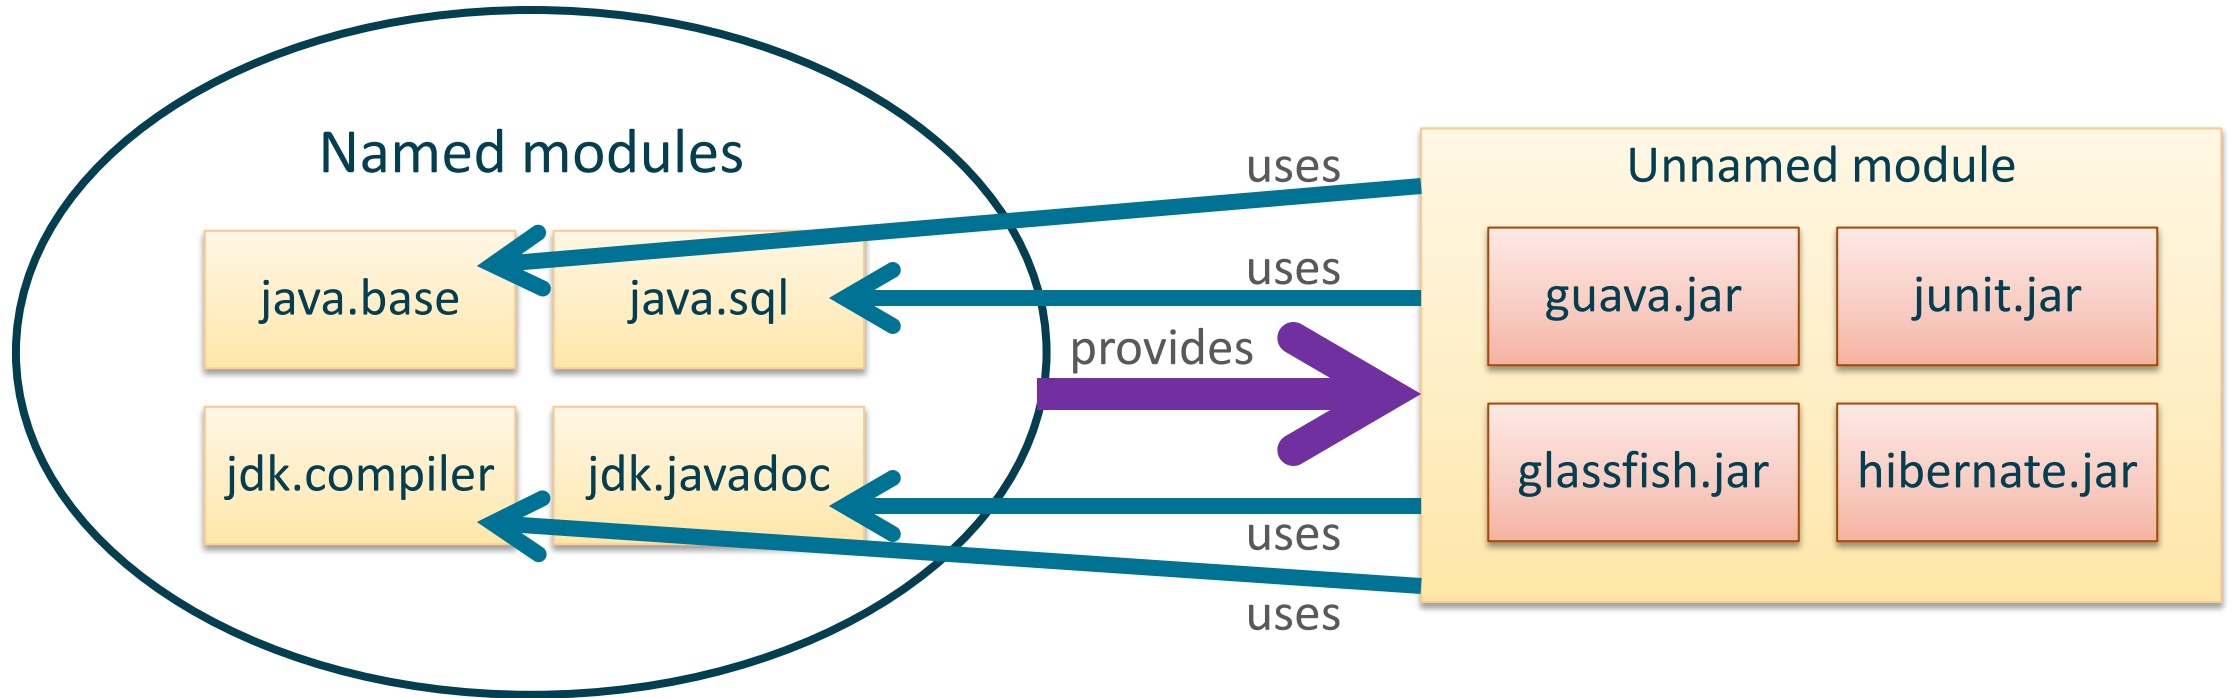 Named modules
java.base
java.sql
jdk.compiler
jdk.javadoc
uses
uses
provides
uses
uses
Unnamed module
guava.jar
junit.jar
glassfish.jar
hibernate.jar